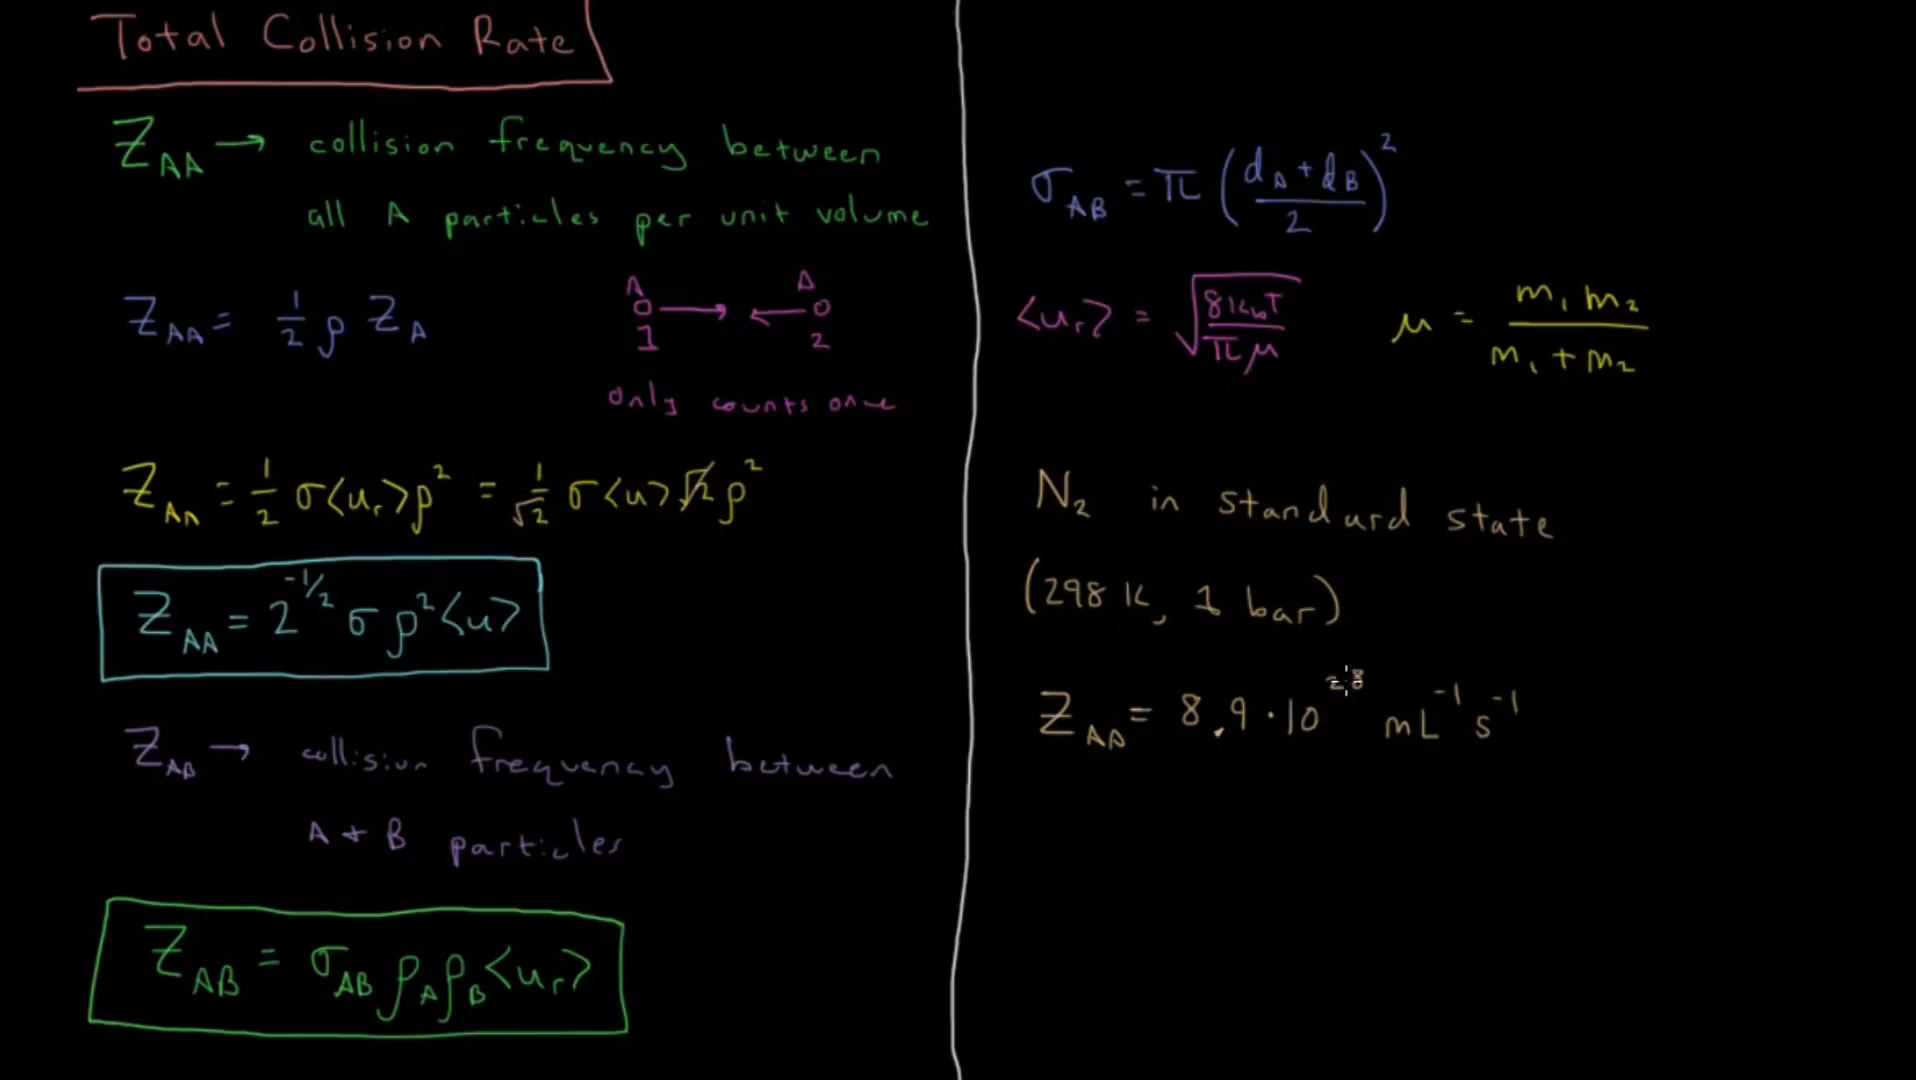 Total Collision Rate
Z_AA → collision frequency between
all A particles per unit volume
Z_AA = 1/2 ρ Z_A
A A
1 2
only counts once
Z_AA = 1/2 σ<u_r>ρ² = 1/√2 σ<u>√2 ρ²
Z_AA = 2^(-1/2) σ ρ² <u>
Z_AB → collision frequency between
A + B particles
Z_AB = σ_AB ρ_A ρ_B <u_r>
σ_AB = π ((d_A + d_B)/2)²
<u_r> = √(8k_bT/πμ) μ = m₁m₂/(m₁ + m₂)
N₂ in standard state
(298 K, 1 bar)
Z_AA = 8.9 · 10^28 mL⁻¹ s⁻¹